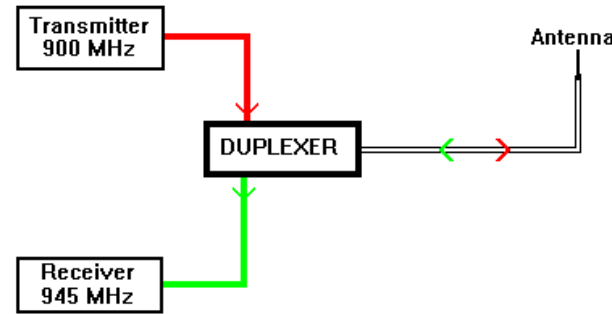 Transmitter
900 MHz
Antenna
DUPLEXER
Receiver
945 MHz